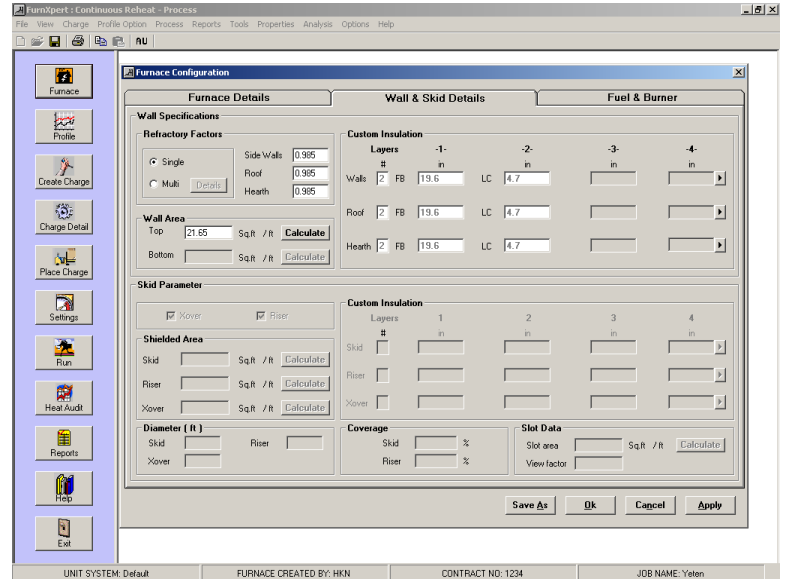 FurnXpert : Continuous Reheat - Process
File View Charge Profile Option Process Reports Tools Properties Analysis Options Help
AU
Furnace Configuration
Furnace
Profile
Create Charge
Charge Detail
Place Charge
Settings
Run
Heat Audit
Reports
Help
Exit
Furnace Details Wall & Skid Details Fuel & Burner
Wall Specifications
Refractory Factors
Single
Multi Details
Side Walls 0.985
Roof 0.985
Hearth 0.985
Wall Area
Top 21.65 Sq.ft / ft Calculate
Bottom Sq.ft / ft Calculate
Custom Insulation
Layers -1- -2- -3- -4-
# in in in in
Walls 2 FB 19.6 LC 4.7
Roof 2 FB 19.6 LC 4.7
Hearth 2 FB 19.6 LC 4.7
Skid Parameter
Xover Riser
Shielded Area
Skid Sq.ft / ft Calculate
Riser Sq.ft / ft Calculate
Xover Sq.ft / ft Calculate
Custom Insulation
Layers 1 2 3 4
# in in in in
Skid
Riser
Xover
Diameter ( ft )
Skid Riser
Xover
Coverage
Skid %
Riser %
Slot Data
Slot area Sq.ft / ft Calculate
View factor
Save As Ok Cancel Apply
UNIT SYSTEM: Default FURNACE CREATED BY: HKN CONTRACT NO: 1234 JOB NAME: Yeten